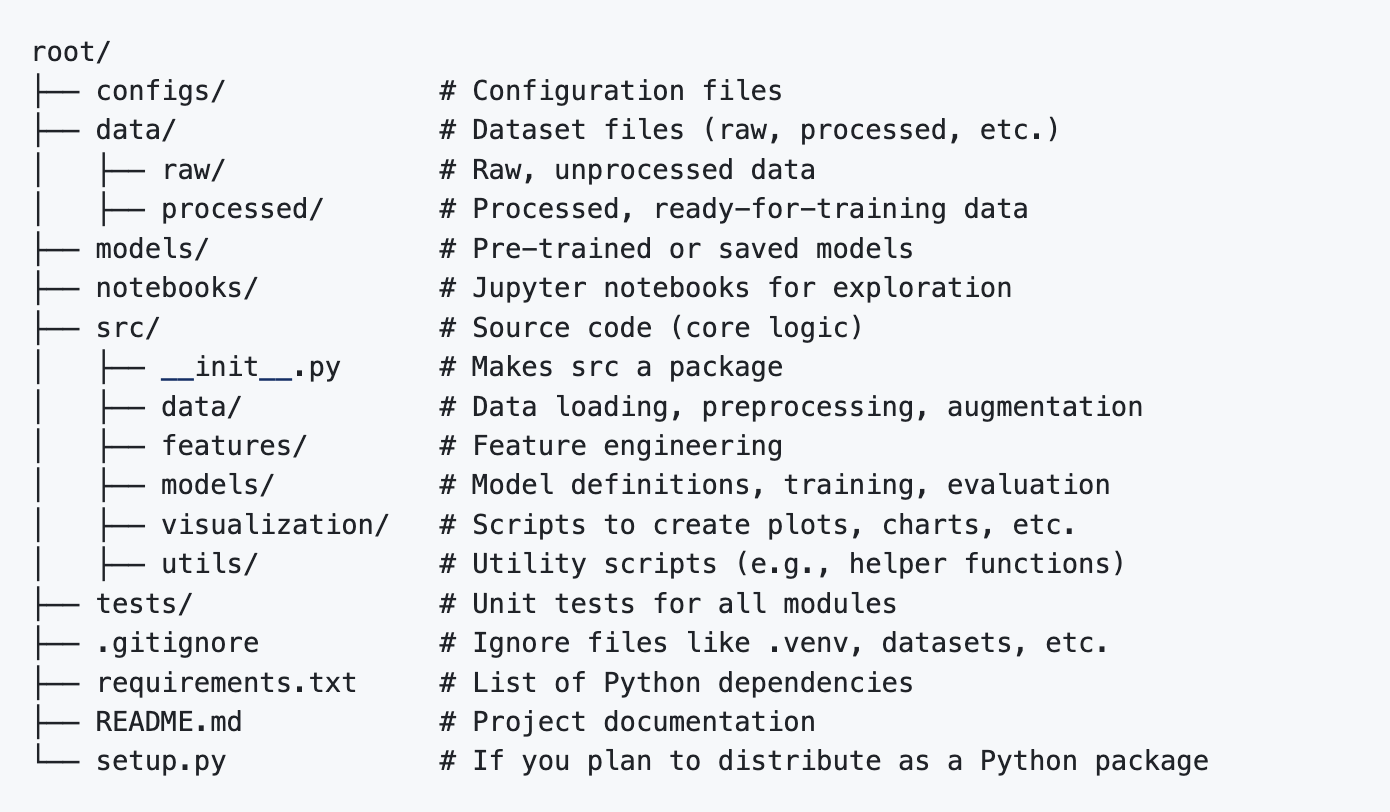 root/
├── configs/             # Configuration files
├── data/                # Dataset files (raw, processed, etc.)
│   ├── raw/             # Raw, unprocessed data
│   ├── processed/       # Processed, ready-for-training data
├── models/              # Pre-trained or saved models
├── notebooks/           # Jupyter notebooks for exploration
├── src/                 # Source code (core logic)
│   ├── __init__.py      # Makes src a package
│   ├── data/            # Data loading, preprocessing, augmentation
│   ├── features/        # Feature engineering
│   ├── models/          # Model definitions, training, evaluation
│   ├── visualization/   # Scripts to create plots, charts, etc.
│   ├── utils/           # Utility scripts (e.g., helper functions)
├── tests/               # Unit tests for all modules
├── .gitignore           # Ignore files like .venv, datasets, etc.
├── requirements.txt     # List of Python dependencies
├── README.md            # Project documentation
└── setup.py             # If you plan to distribute as a Python package